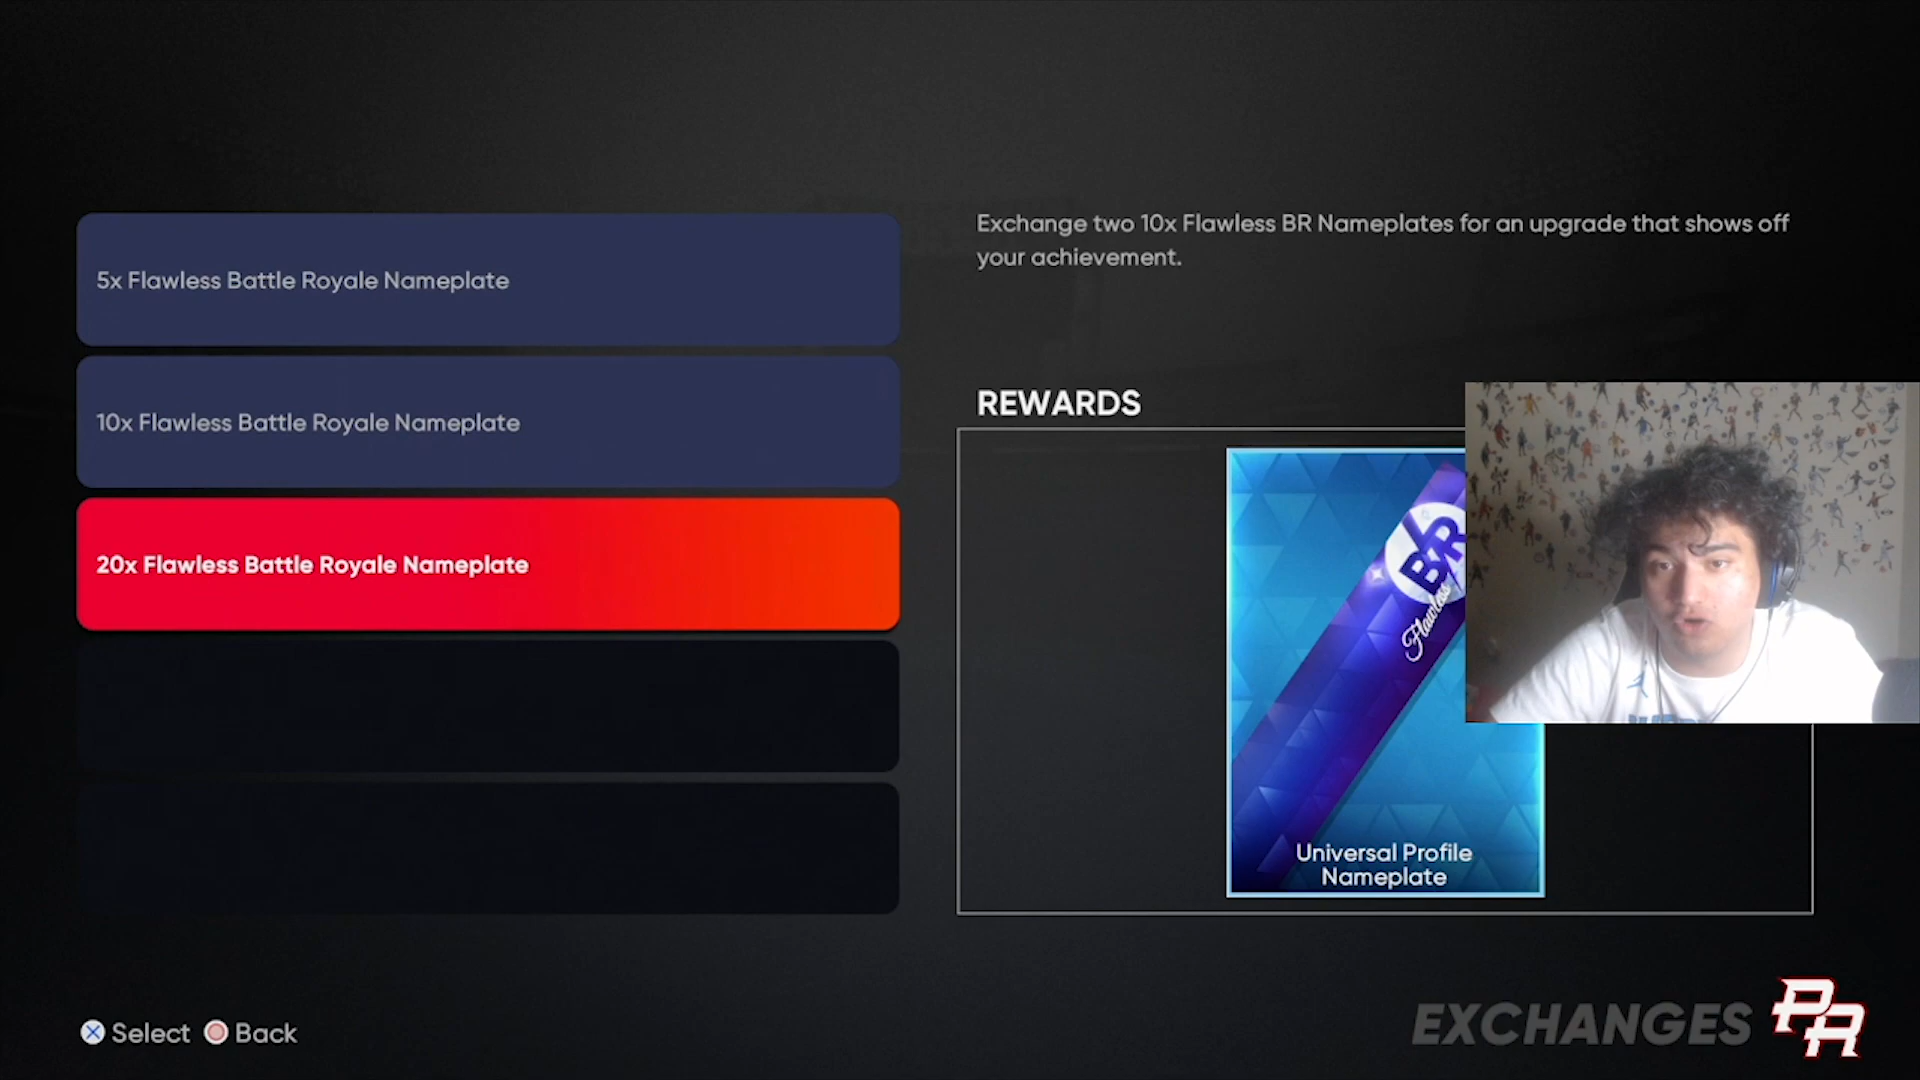 5x Flawless Battle Royale Nameplate
10x Flawless Battle Royale Nameplate
20x Flawless Battle Royale Nameplate
Exchange two 10x Flawless BR Nameplates for an upgrade that shows off
your achievement.
REWARDS
BR
Flawless
Universal Profile
Nameplate
Select
Back
EXCHANGES
PR